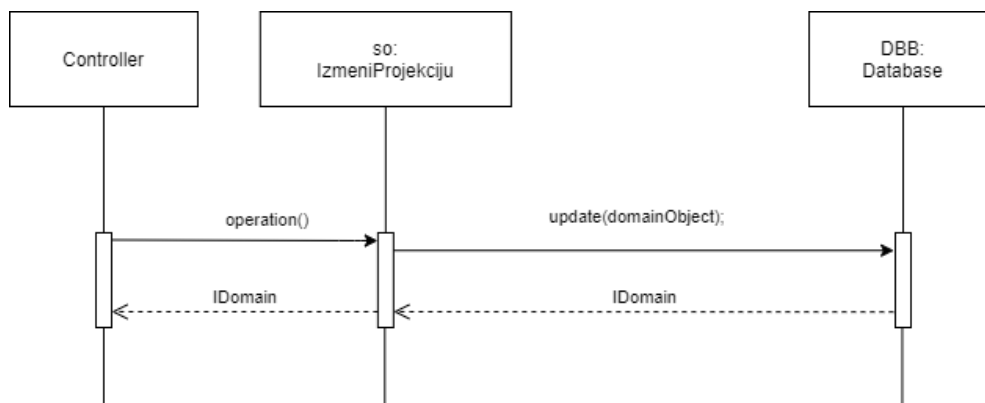 Controller
so:
IzmeniProjekciju
DBB:
Database
operation()
update(domainObject);
IDomain
IDomain